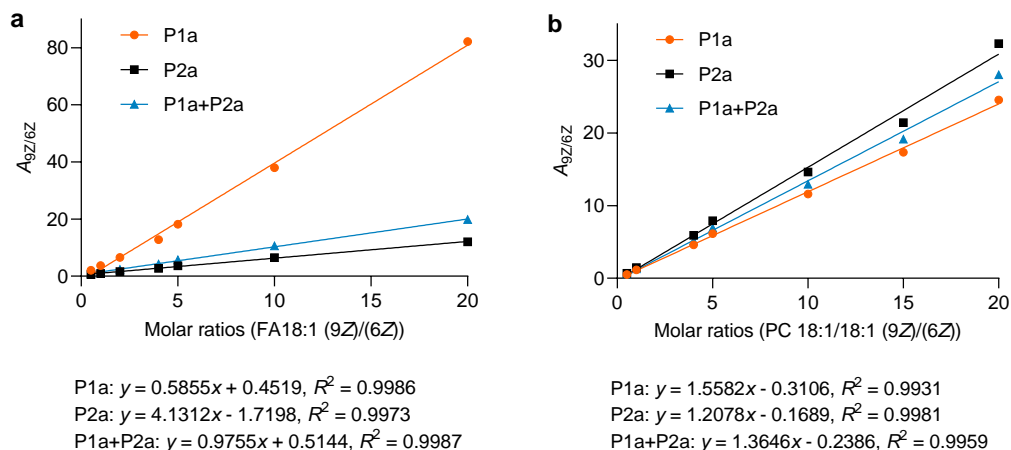 a
P1a
P2a
P1a+P2a
A9Z/6Z
80
60
40
20
0
0 5 10 15 20
Molar ratios (FA18:1 (9Z)/(6Z))
P1a: y = 0.5855x + 0.4519, R² = 0.9986
P2a: y = 4.1312x - 1.7198, R² = 0.9973
P1a+P2a: y = 0.9755x + 0.5144, R² = 0.9987
b
P1a
P2a
P1a+P2a
A9Z/6Z
30
20
10
0
0 5 10 15 20
Molar ratios (PC 18:1/18:1 (9Z)/(6Z))
P1a: y = 1.5582x - 0.3106, R² = 0.9931
P2a: y = 1.2078x - 0.1689, R² = 0.9981
P1a+P2a: y = 1.3646x - 0.2386, R² = 0.9959